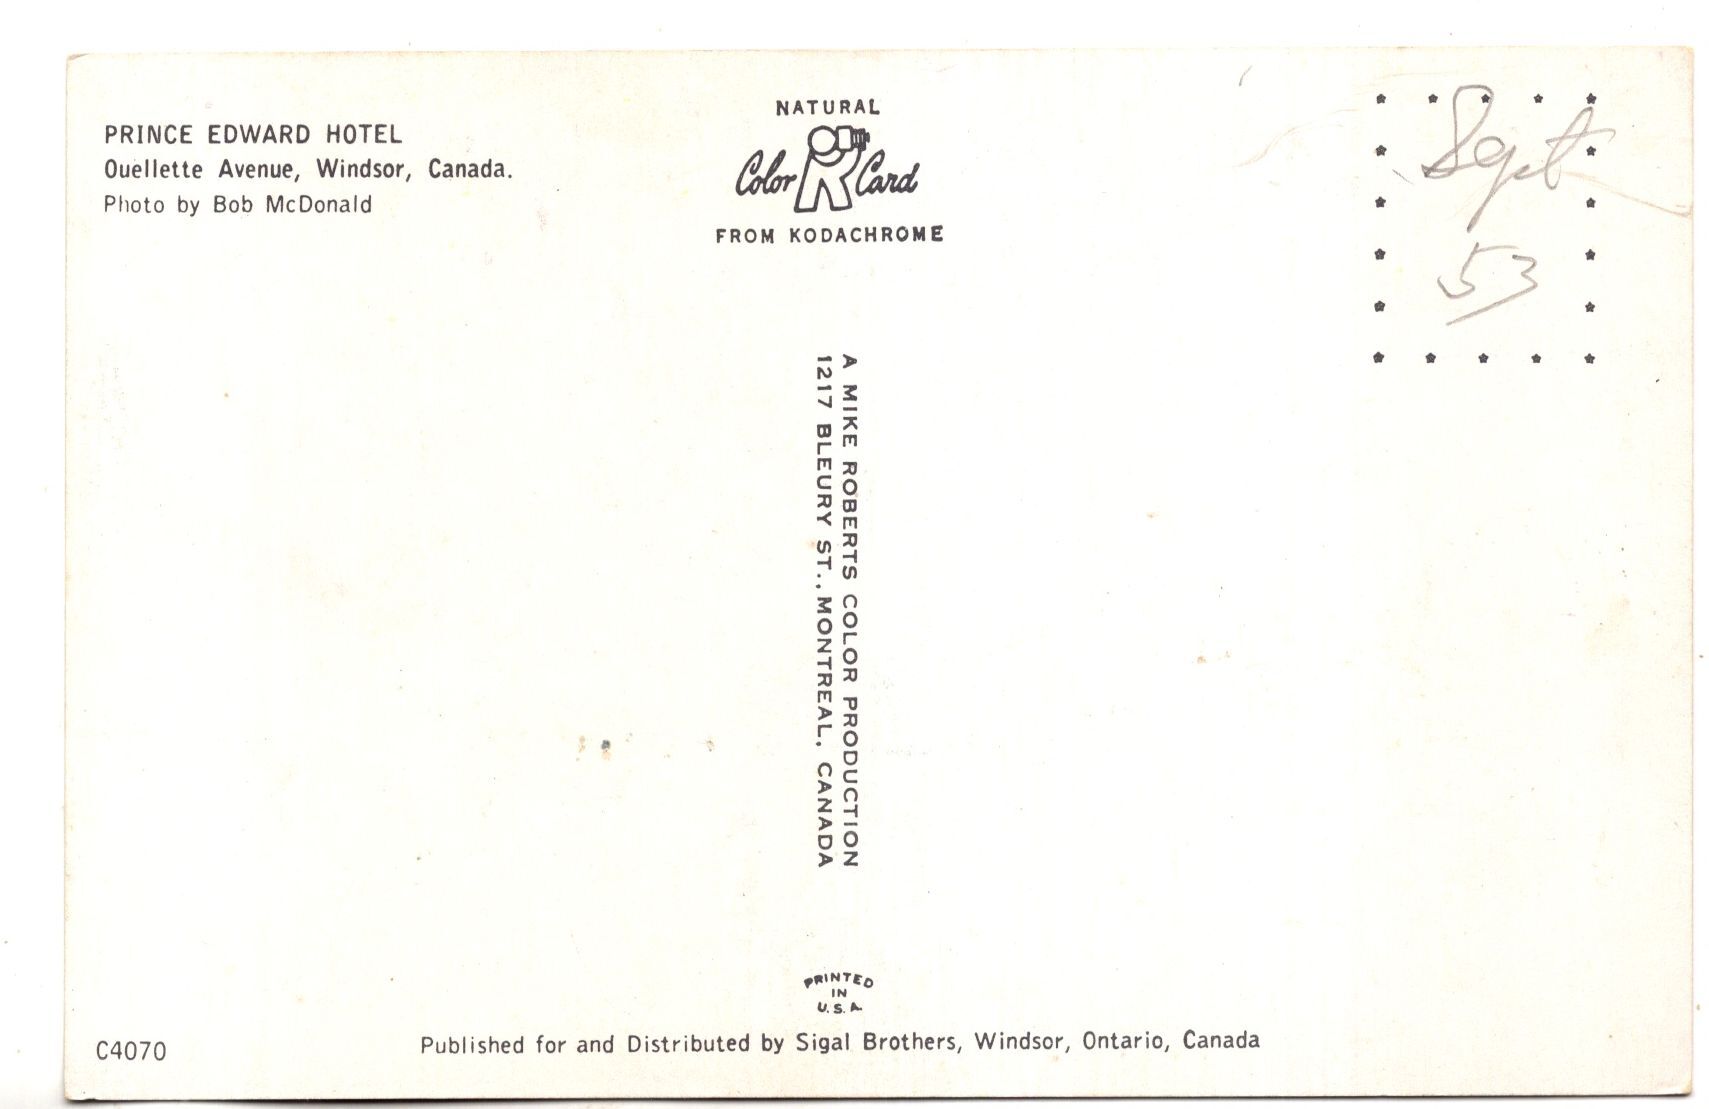 PRINCE EDWARD HOTEL
Ouellette Avenue, Windsor, Canada.
Photo by Bob McDonald
NATURAL
Color Card
FROM KODACHROME
Sept
53
A MIKE ROBERTS COLOR PRODUCTION
1217 BLEURY ST., MONTREAL, CANADA
PRINTED
IN
U.S.A.
C4070
Published for and Distributed by Sigal Brothers, Windsor, Ontario, Canada